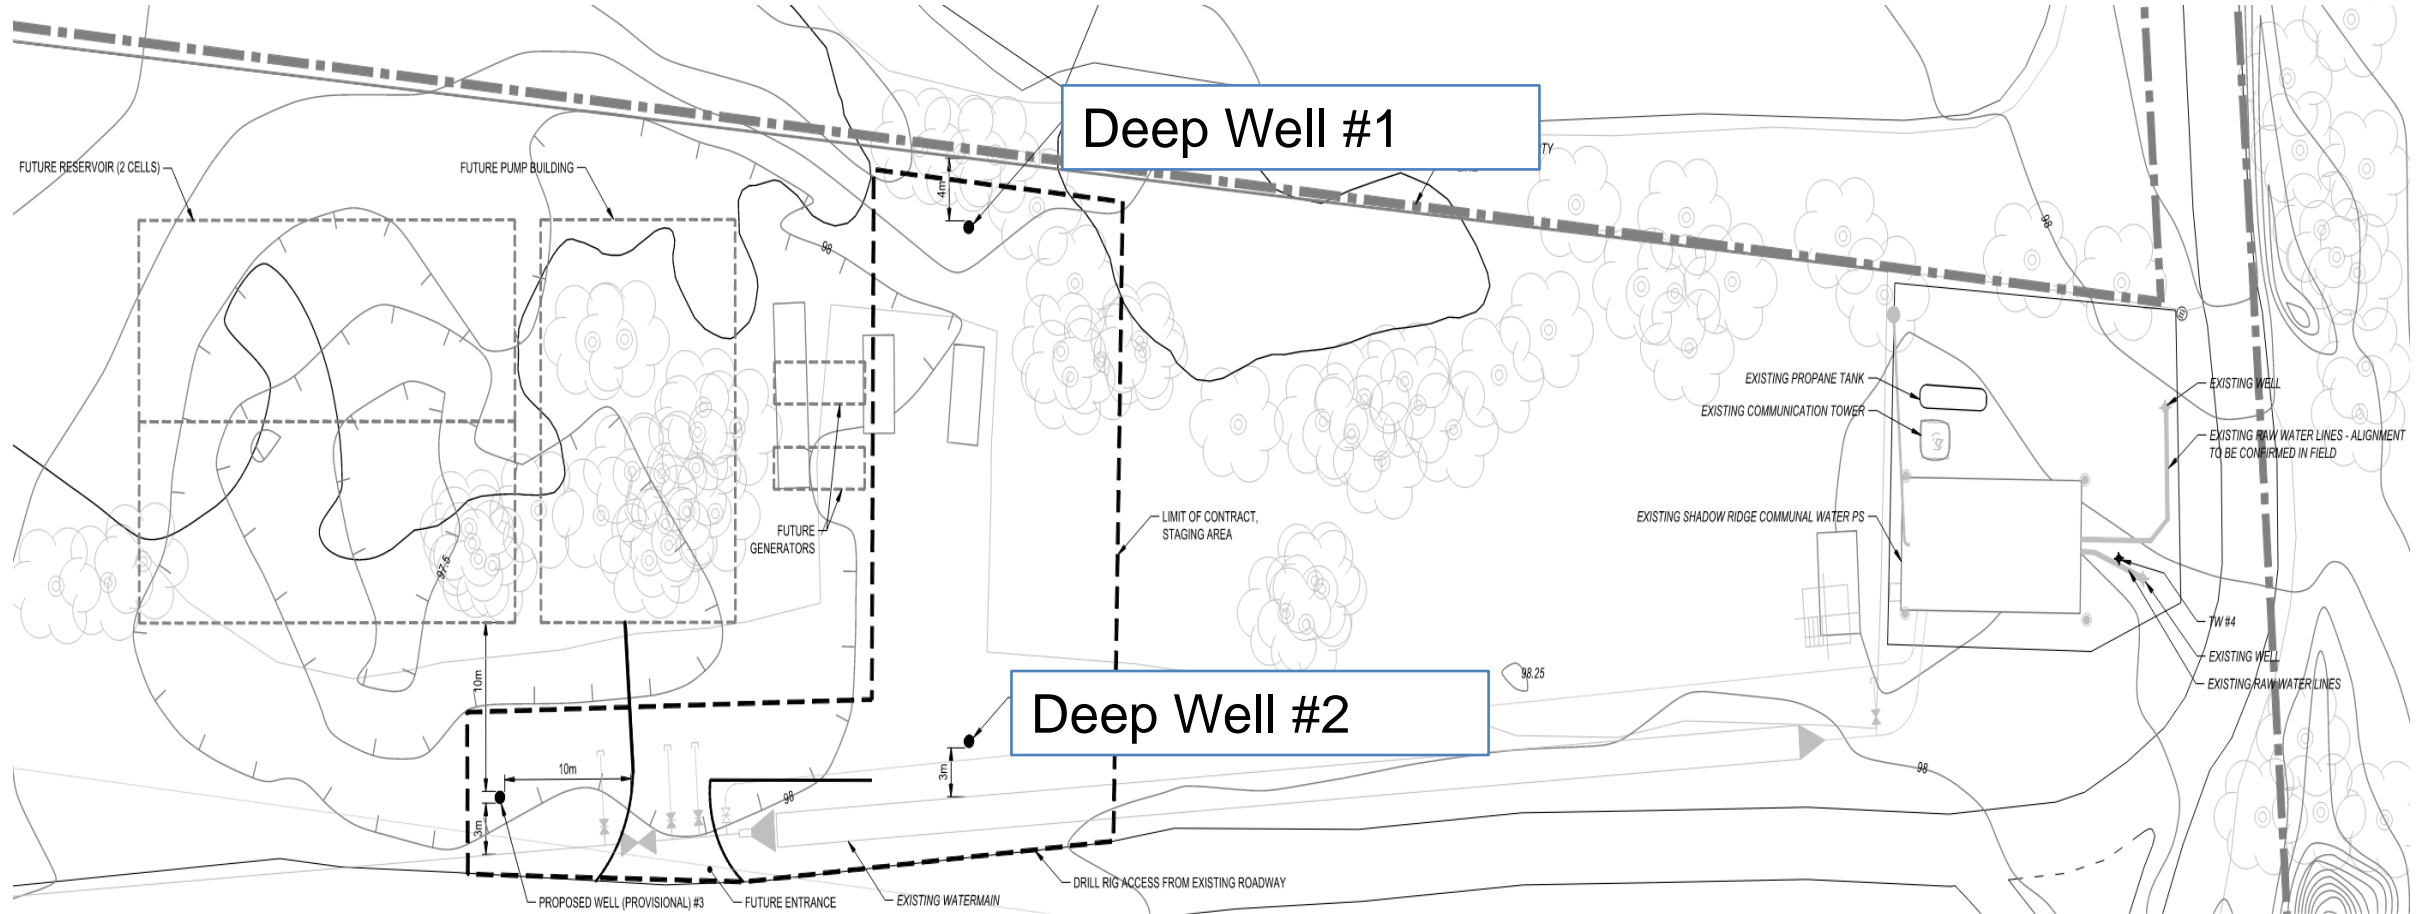 Deep Well #1
TY
FUTURE RESERVOIR (2 CELLS)
FUTURE PUMP BUILDING
4m
98
98
EXISTING PROPANE TANK
EXISTING WELL
EXISTING COMMUNICATION TOWER
EXISTING RAW WATER LINES - ALIGNMENT
TO BE CONFIRMED IN FIELD
LIMIT OF CONTRACT,
STAGING AREA
EXISTING SHADOW RIDGE COMMUNAL WATER PS
FUTURE
GENERATORS
97.5
TW #4
EXISTING WELL
EXISTING RAW WATER LINES
98.25
10m
Deep Well #2
10m
3m
98
98
3m
DRILL RIG ACCESS FROM EXISTING ROADWAY
PROPOSED WELL (PROVISIONAL) #3
FUTURE ENTRANCE
EXISTING WATERMAIN